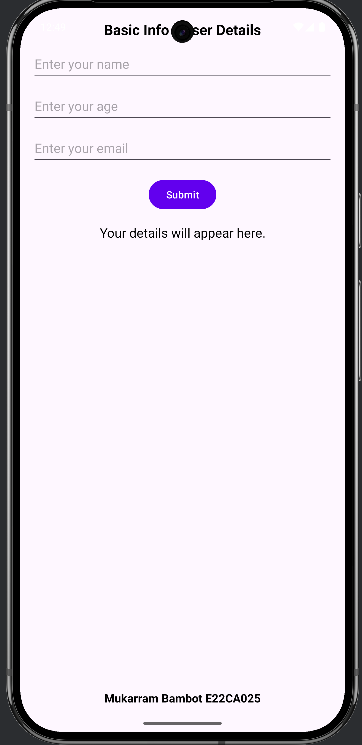 Basic Info ser Details
Enter your name
Enter your age
Enter your email
Submit
Your details will appear here.
Mukarram Bambot E22CA025